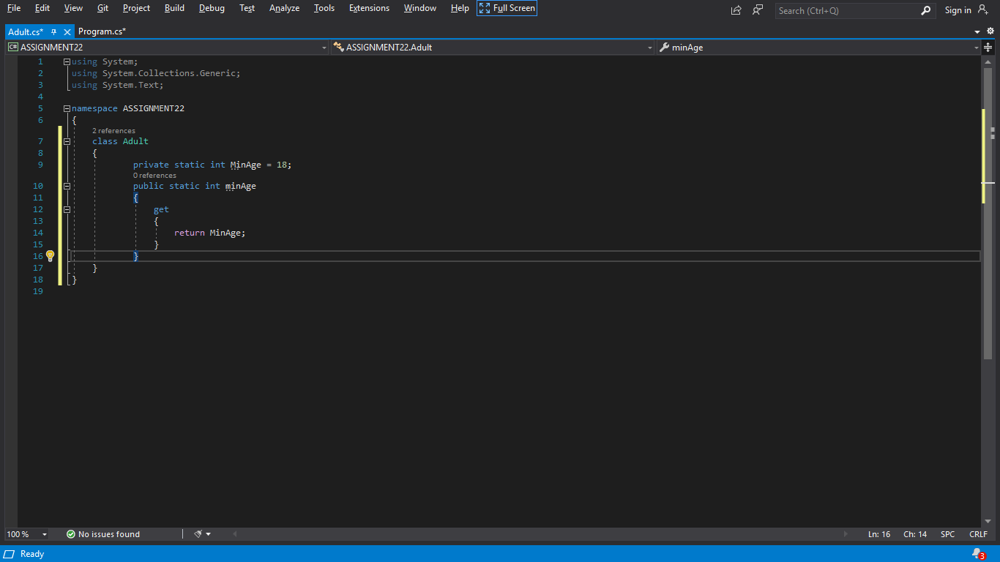 File Edit View Git Project Build Debug Test Analyze Tools Extensions Window Help Full Screen Search (Ctrl+Q) Sign in
Adult.cs* Program.cs*
C# ASSIGNMENT22 ASSIGNMENT22.Adult minAge
1 using System;
2 using System.Collections.Generic;
3 using System.Text;
4
5 namespace ASSIGNMENT22
6 {
2 references
7 class Adult
8 {
9 private static int MinAge = 18;
0 references
10 public static int minAge
11 {
12 get
13 {
14 return MinAge;
15 }
16 }
17 }
18 }
19
100 % No issues found Ln: 16 Ch: 14 SPC CRLF
Ready 3